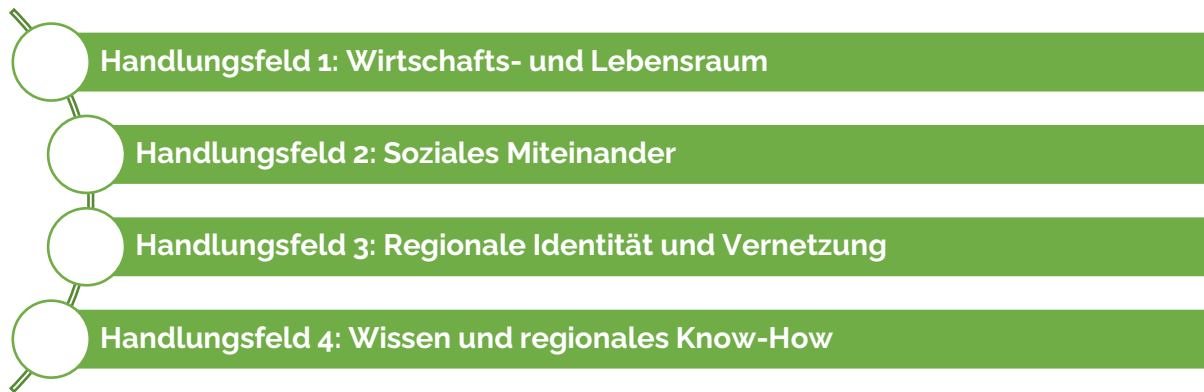 Handlungsfeld 1: Wirtschafts- und Lebensraum
Handlungsfeld 2: Soziales Miteinander
Handlungsfeld 3: Regionale Identität und Vernetzung
Handlungsfeld 4: Wissen und regionales Know-How